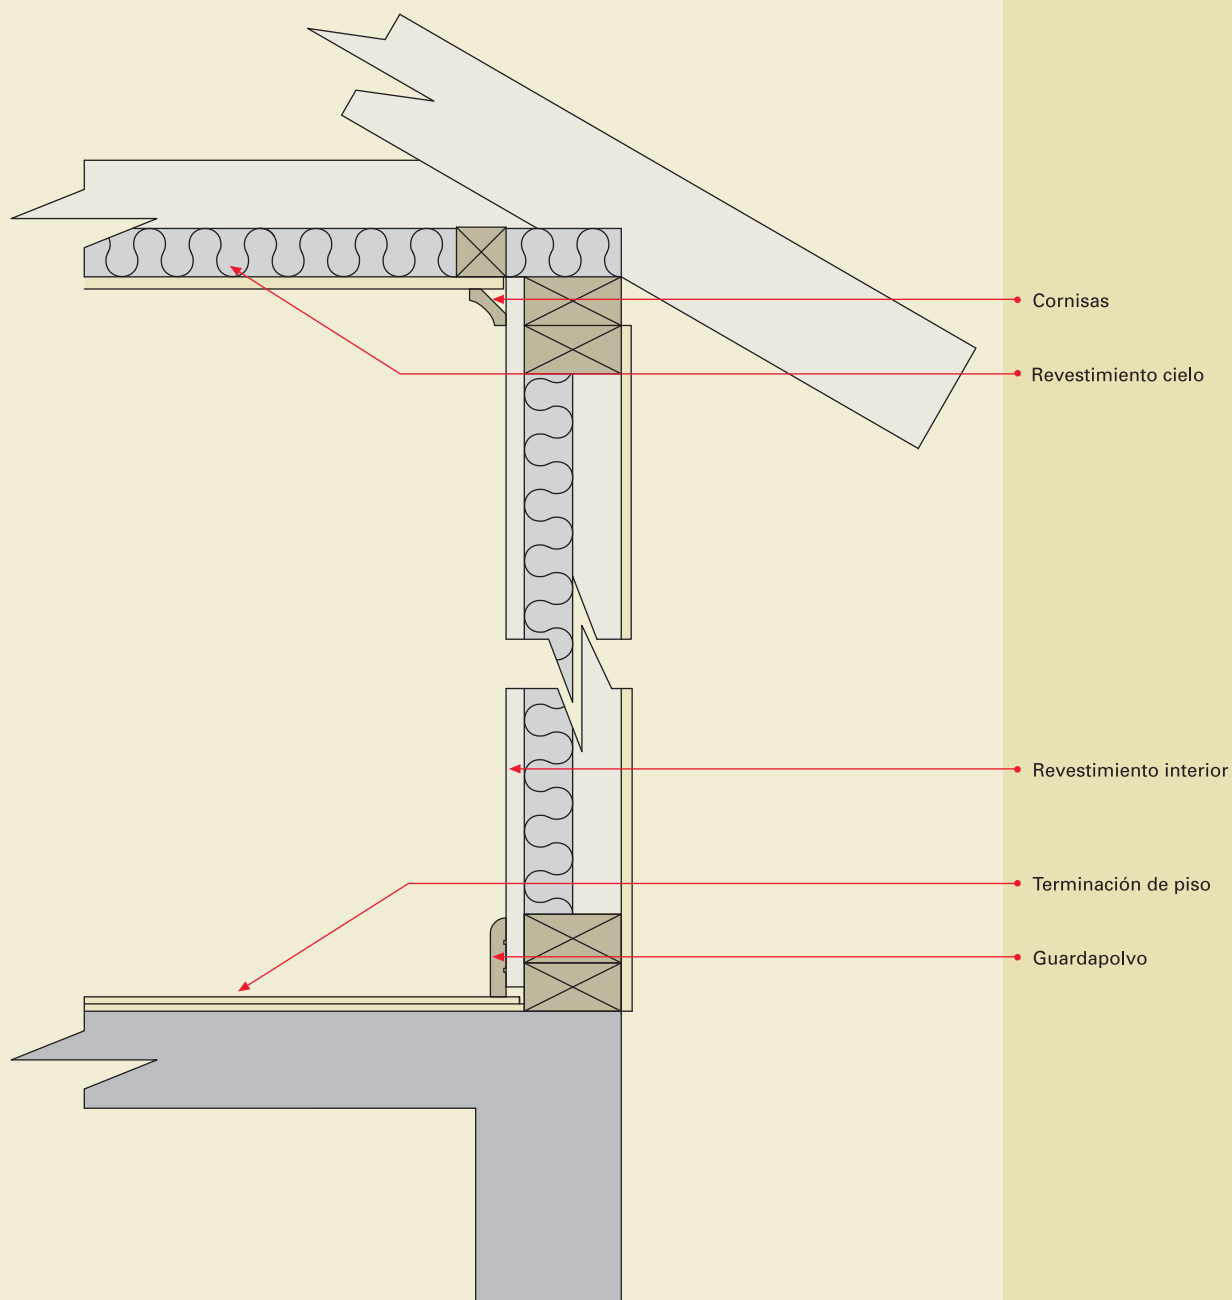 Cornisas
Revestimiento cielo
Revestimiento interior
Terminación de piso
Guardapolvo